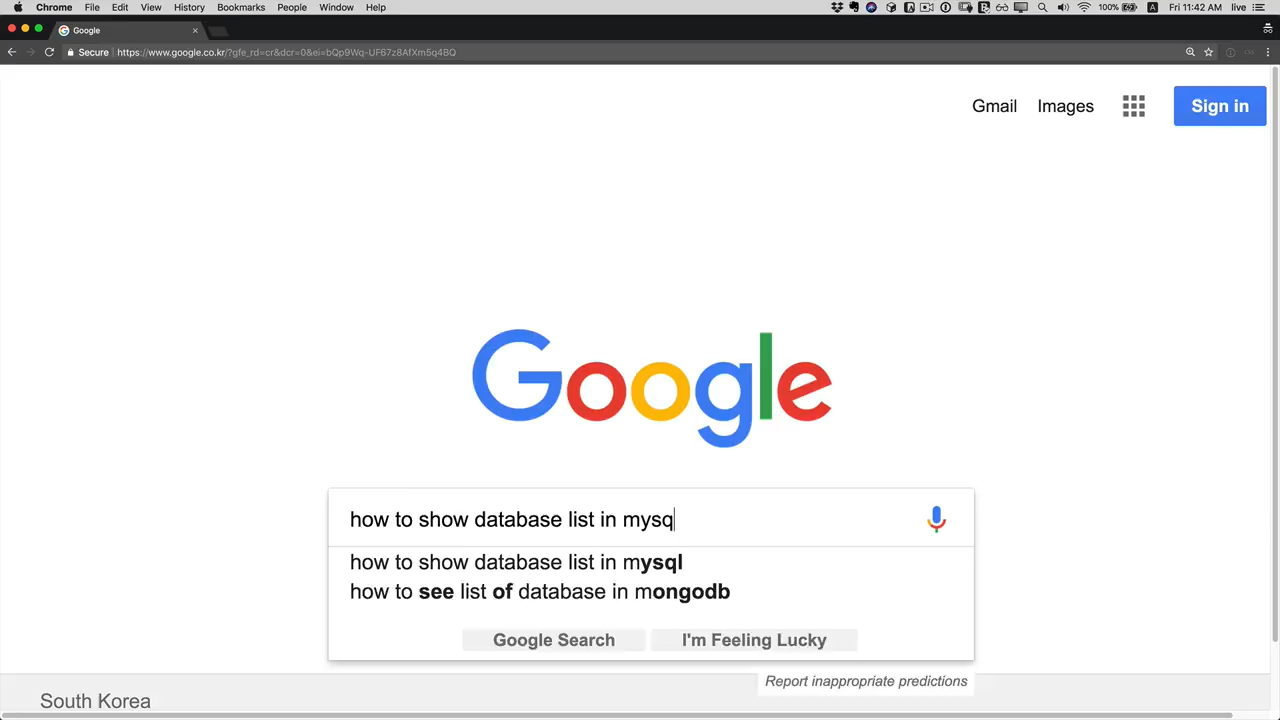 Chrome File Edit View History Bookmarks People Window Help 100% A Fri 11:42 AM live
Google
Secure https://www.google.co.kr/?gfe_rd=cr&dcr=0&ei=bQp9Wq-UF67z8AfXm5q4BQ
Gmail Images Sign in
Google
how to show database list in mysq
how to show database list in mysql
how to see list of database in mongodb
Google Search I'm Feeling Lucky
Report inappropriate predictions
South Korea